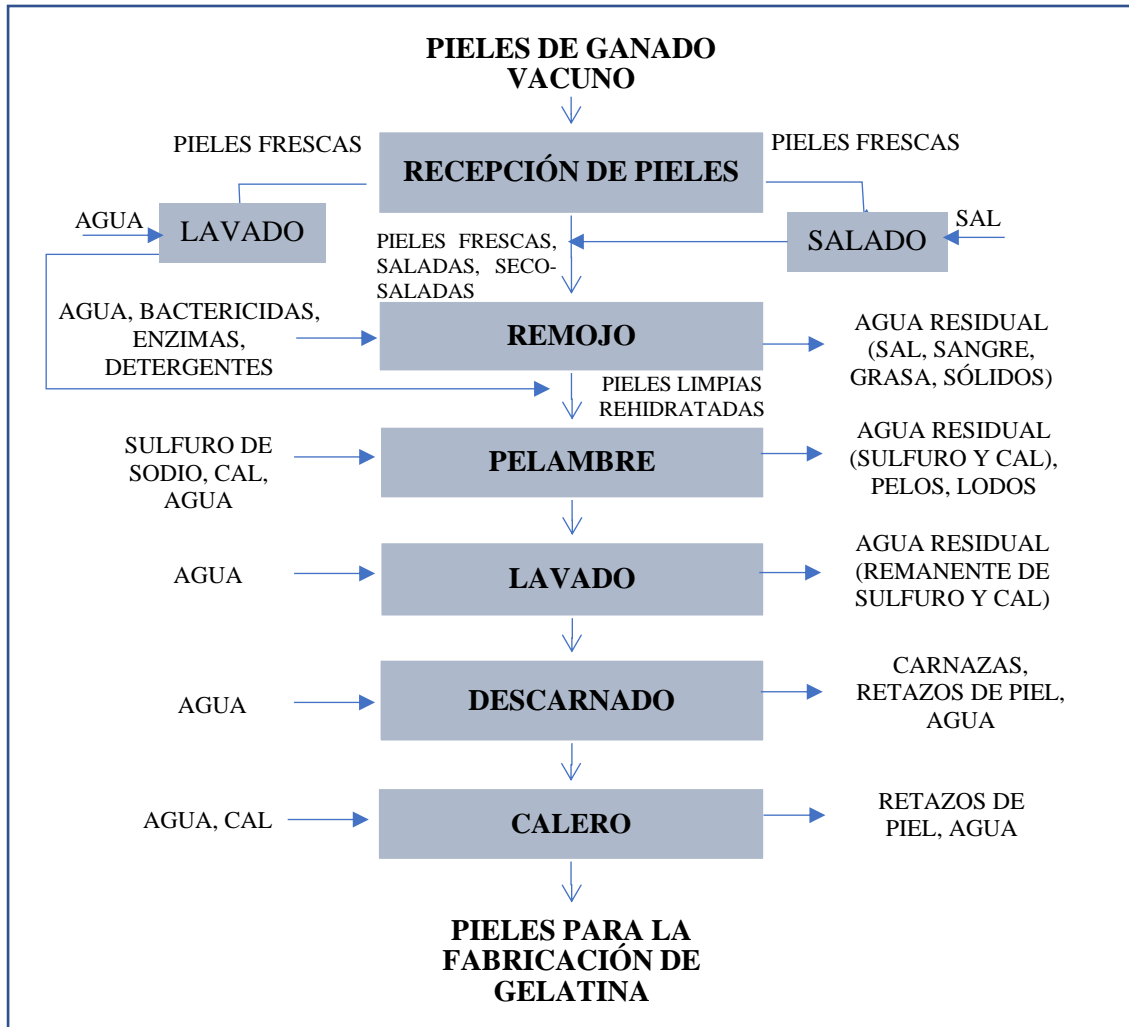 PIELES DE GANADO
VACUNO
PIELES FRESCAS
RECEPCIÓN DE PIELES
PIELES FRESCAS
AGUA
LAVADO
PIELES FRESCAS,
SALADAS, SECO-
SALADAS
SALADO
SAL
AGUA, BACTERICIDAS,
ENZIMAS,
DETERGENTES
REMOJO
AGUA RESIDUAL
(SAL, SANGRE,
GRASA, SÓLIDOS)
PIELES LIMPIAS
REHIDRATADAS
SULFURO DE
SODIO, CAL,
AGUA
PELAMBRE
AGUA RESIDUAL
(SULFURO Y CAL),
PELOS, LODOS
AGUA
LAVADO
AGUA RESIDUAL
(REMANENTE DE
SULFURO Y CAL)
AGUA
DESCARNADO
CARNAZAS,
RETAZOS DE PIEL,
AGUA
AGUA, CAL
CALERO
RETAZOS DE
PIEL, AGUA
PIELES PARA LA
FABRICACIÓN DE
GELATINA